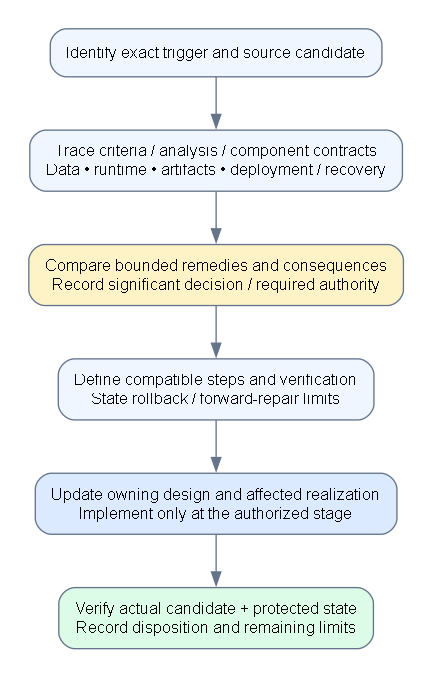 Identify exact trigger and source candidate
Trace criteria / analysis / component contracts
Data • runtime • artifacts • deployment / recovery
Compare bounded remedies and consequences
Record significant decision / required authority
Define compatible steps and verification
State rollback / forward-repair limits
Update owning design and affected realization
Implement only at the authorized stage
Verify actual candidate + protected state
Record disposition and remaining limits